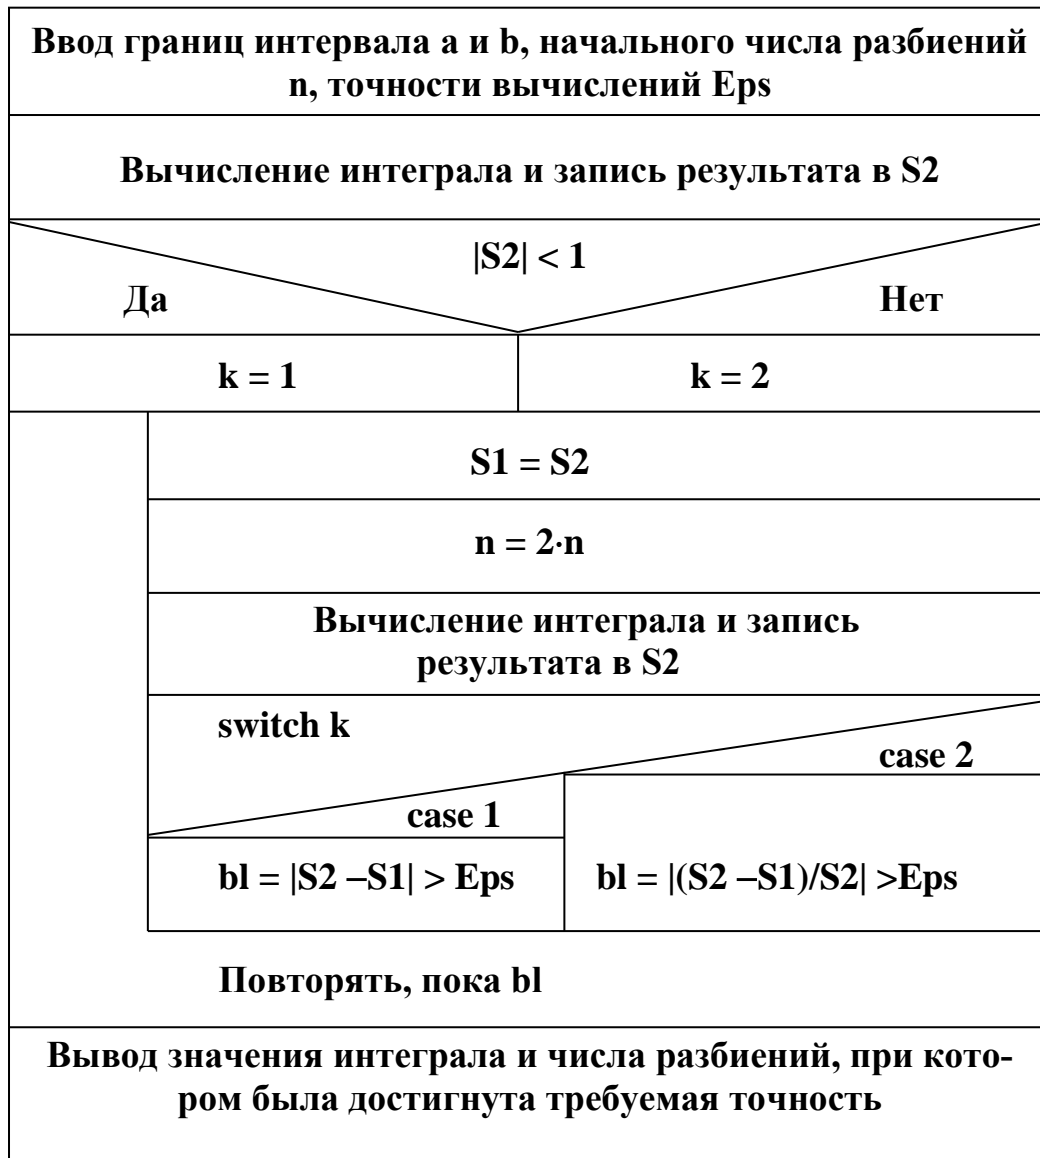 Ввод границ интервала a и b, начального числа разбиений
n, точности вычислений Eps
Вычисление интеграла и запись результата в S2
|S2| < 1
Да
Нет
k = 1
k = 2
S1 = S2
n = 2·n
Вычисление интеграла и запись
результата в S2
switch k
case 2
case 1
bl = |S2 –S1| > Eps
bl = |(S2 –S1)/S2| >Eps
Повторять, пока bl
Вывод значения интеграла и числа разбиений, при кото-
ром была достигнута требуемая точность